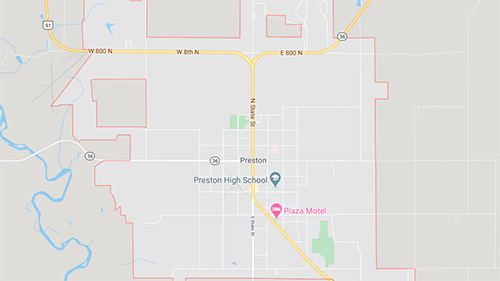 91
36
W 800 N
W 8th N
E 800 N
N State St
36
36
Preston
Preston High School
Plaza Motel
S State St